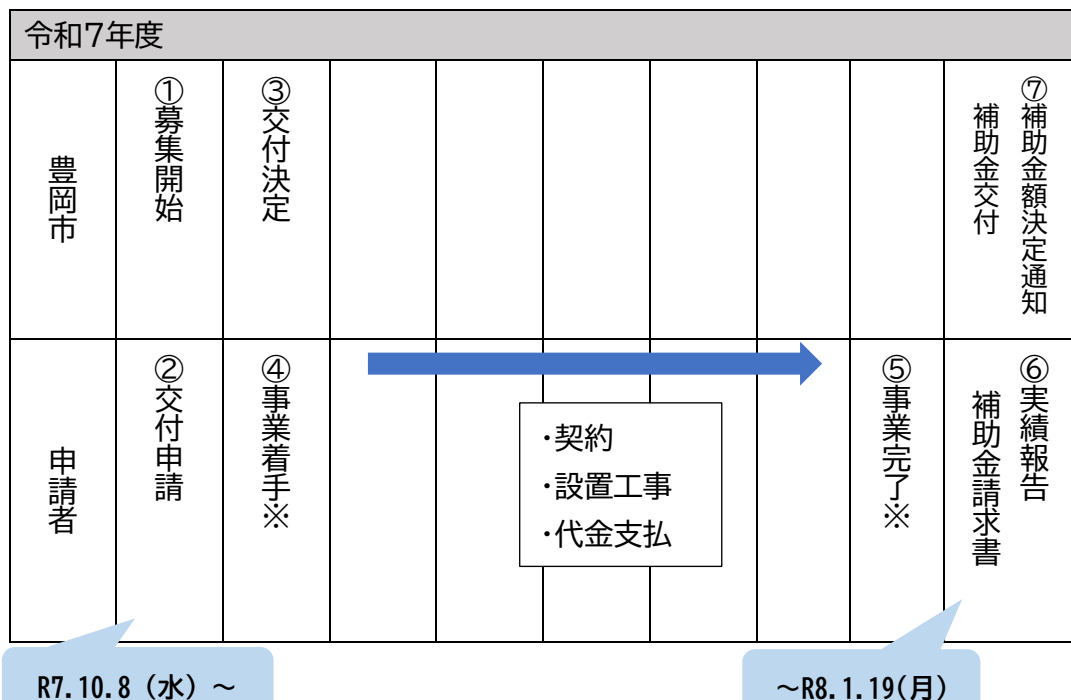 令和7年度
豊岡市
①募集開始
③交付決定
⑦補助金額決定通知
補助金交付
申請者
②交付申請
④事業着手※
・契約
・設置工事
・代金支払
⑤事業完了※
⑥実績報告
補助金請求書
R7.10.8（水）～
～R8.1.19(月)